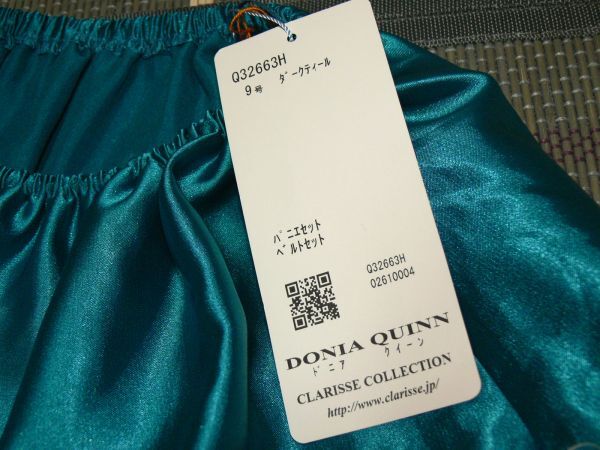 Q32663H
9号 ﾀﾞｰｸﾃｨｰﾙ
ﾊﾟﾆｴｾｯﾄ
ﾍﾞﾙﾄｾｯﾄ
Q32663H
02610004
DONIA QUINN
ドニア クイーン
CLARISSE COLLECTION
http://www.clarisse.jp/